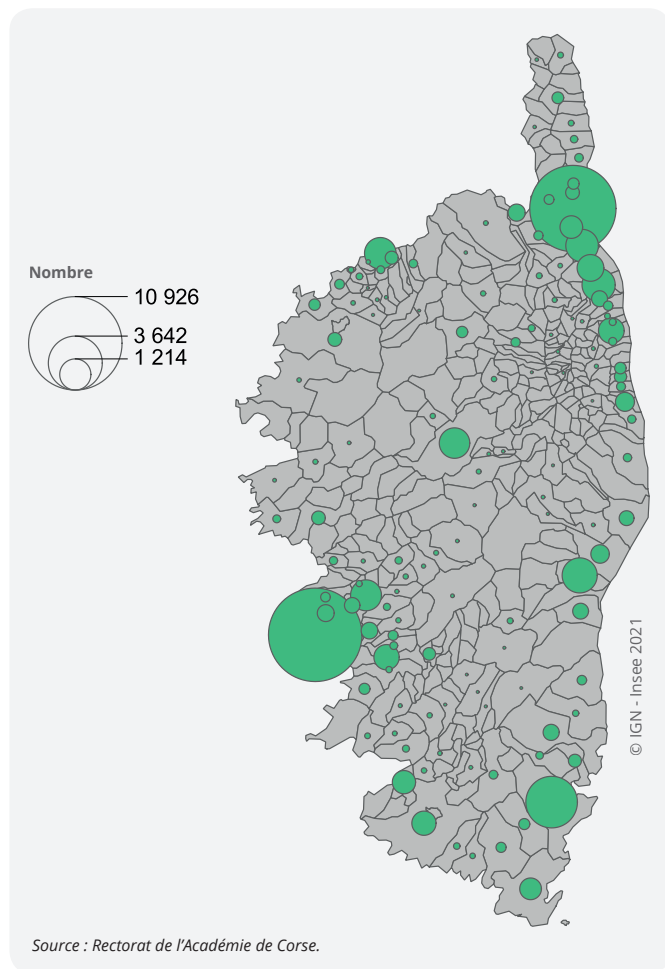 Nombre
10 926
3 642
1 214
© IGN - Insee 2021
Source : Rectorat de l’Académie de Corse.